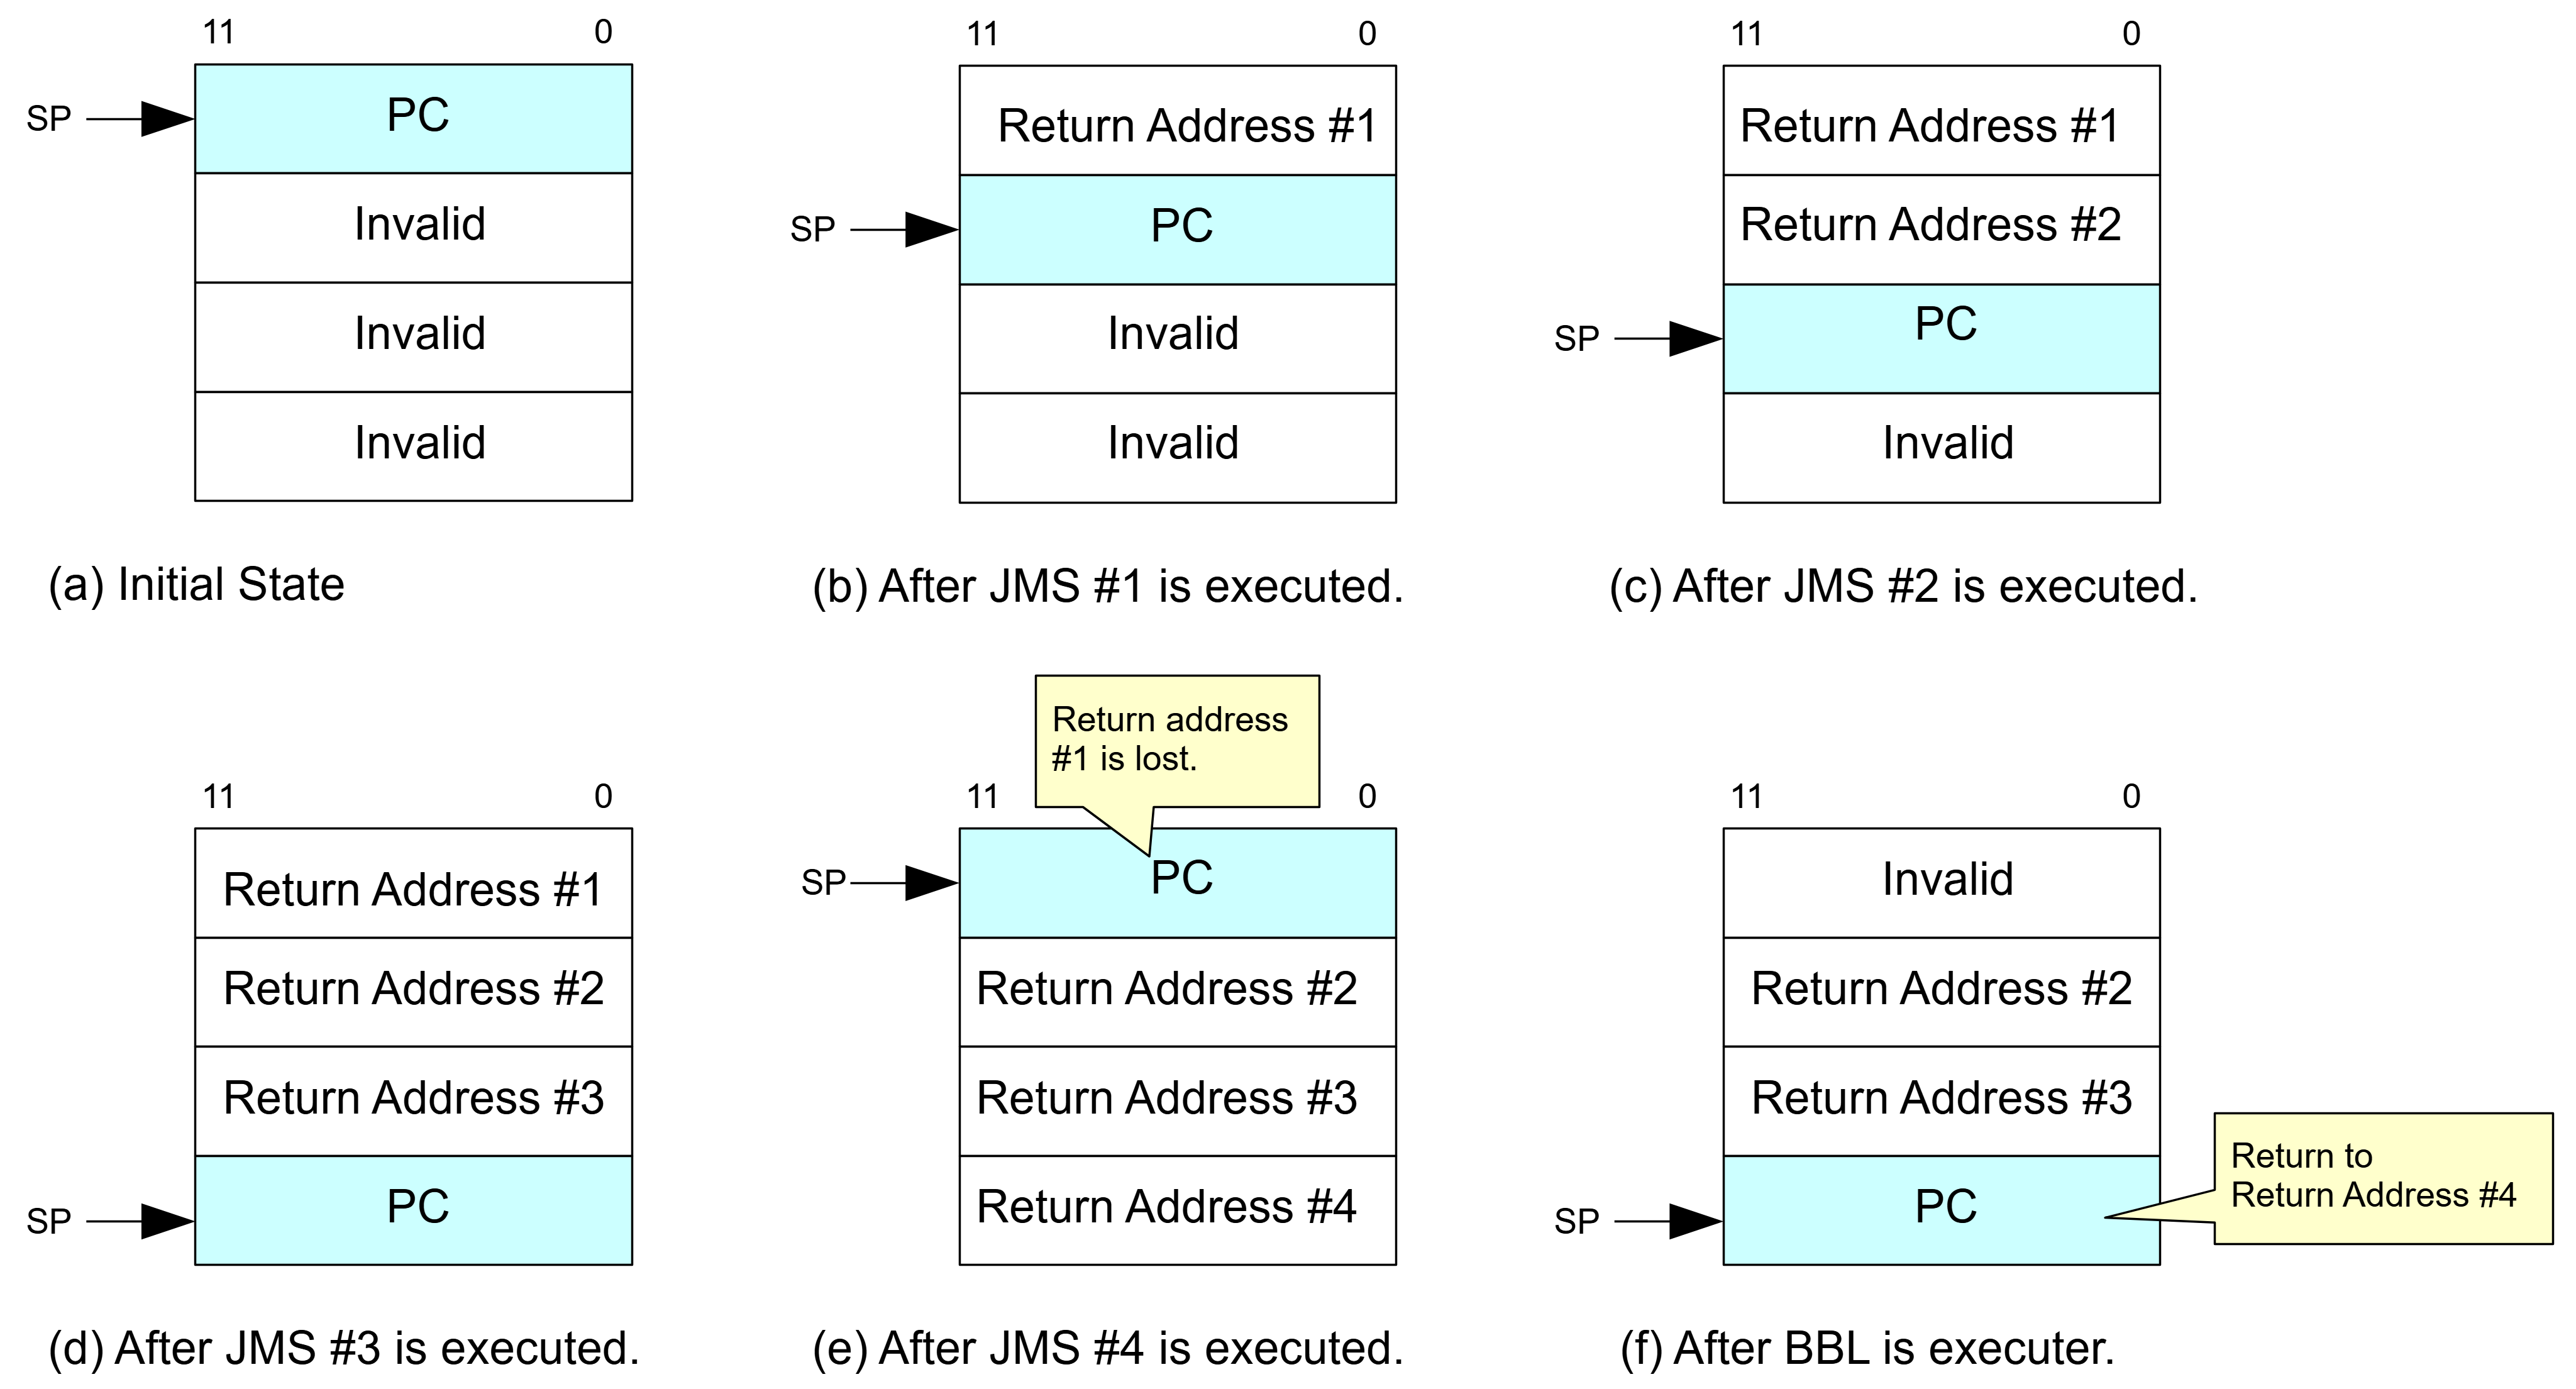 11 0
SP
PC
Invalid
Invalid
Invalid
(a) Initial State
11 0
SP
Return Address #1
PC
Invalid
Invalid
(b) After JMS #1 is executed.
11 0
SP
Return Address #1
Return Address #2
PC
Invalid
(c) After JMS #2 is executed.
11 0
SP
Return Address #1
Return Address #2
Return Address #3
PC
(d) After JMS #3 is executed.
Return address
#1 is lost.
11 0
SP
PC
Return Address #2
Return Address #3
Return Address #4
(e) After JMS #4 is executed.
11 0
SP
Invalid
Return Address #2
Return Address #3
PC
Return to
Return Address #4
(f) After BBL is executer.